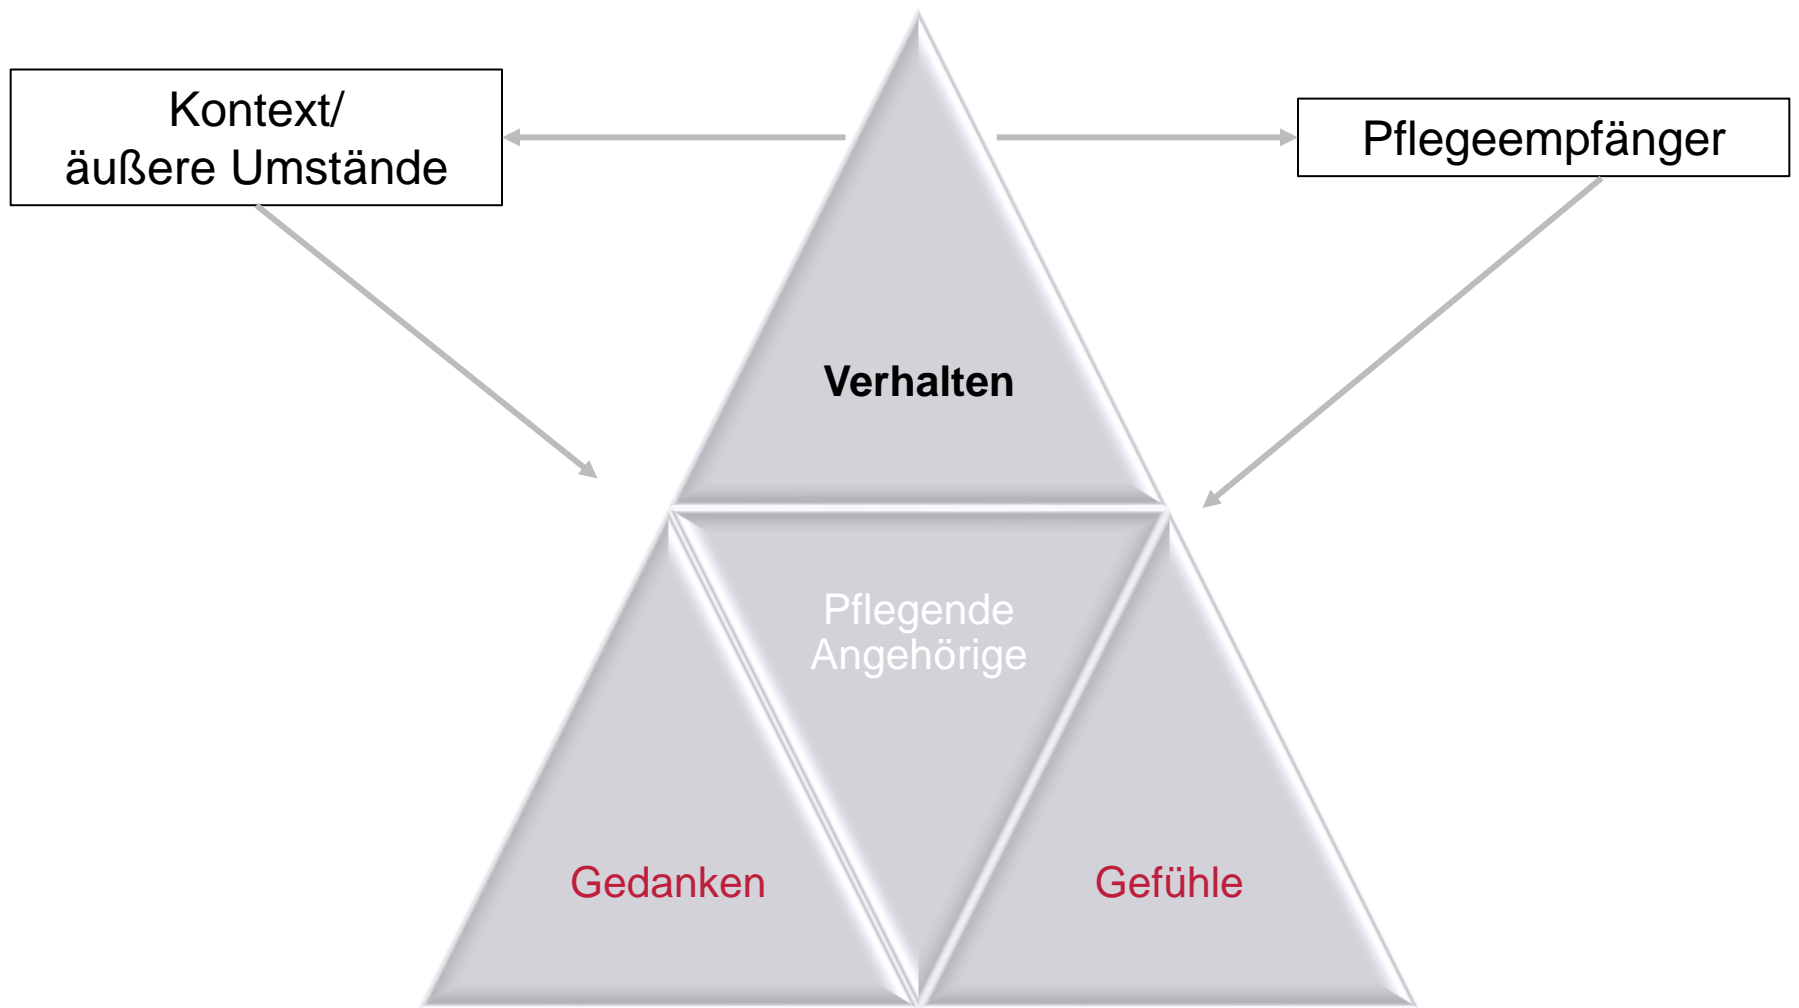 Kontext/
äußere Umstände
Pflegeempfänger
Verhalten
Pflegende
Angehörige
Gedanken
Gefühle